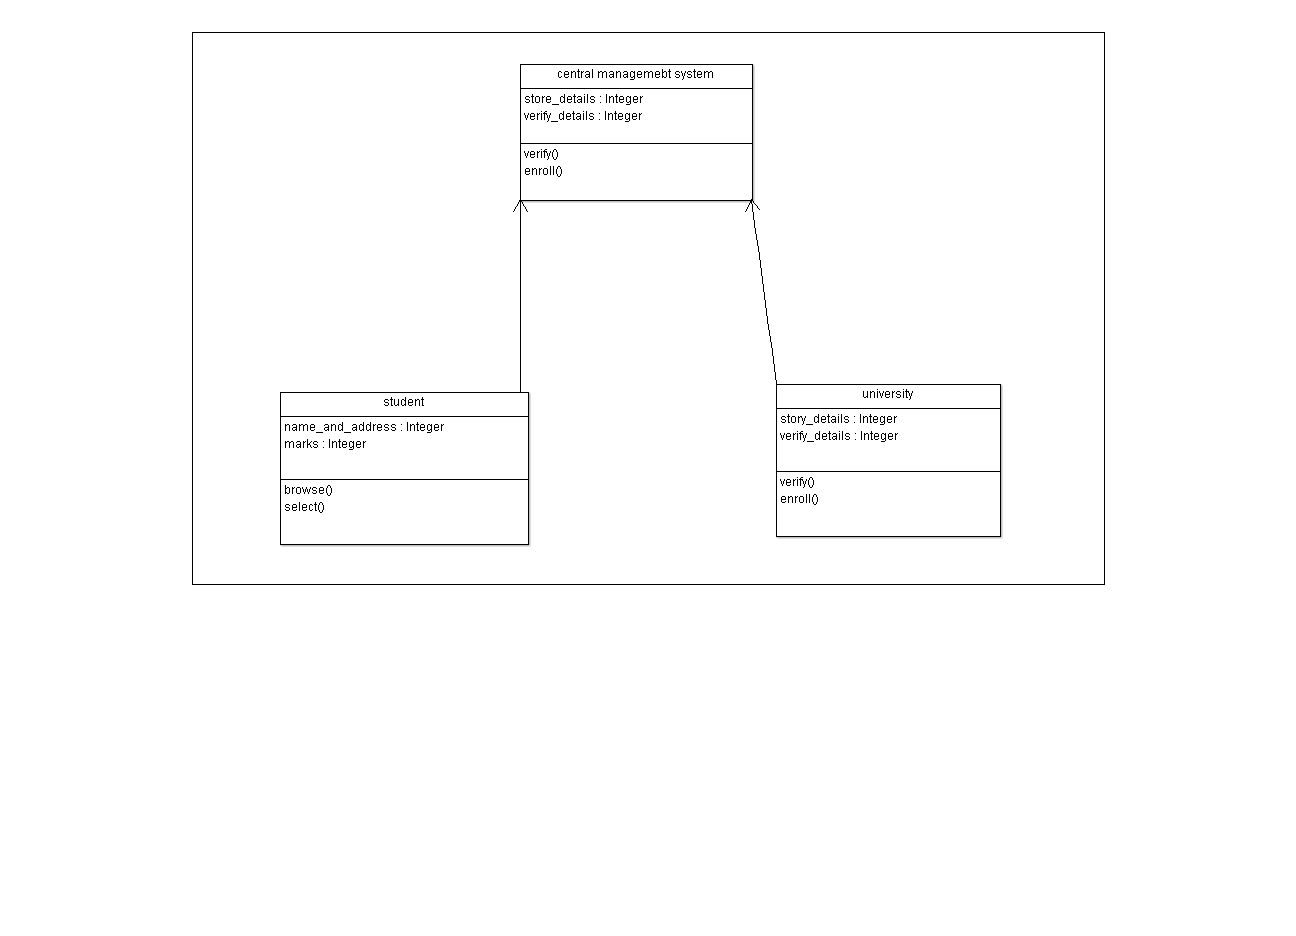 central managemebt system
store_details : Integer
verify_details : Integer
verify()
enroll()
student
name_and_address : Integer
marks : Integer
browse()
select()
university
story_details : Integer
verify_details : Integer
verify()
enroll()